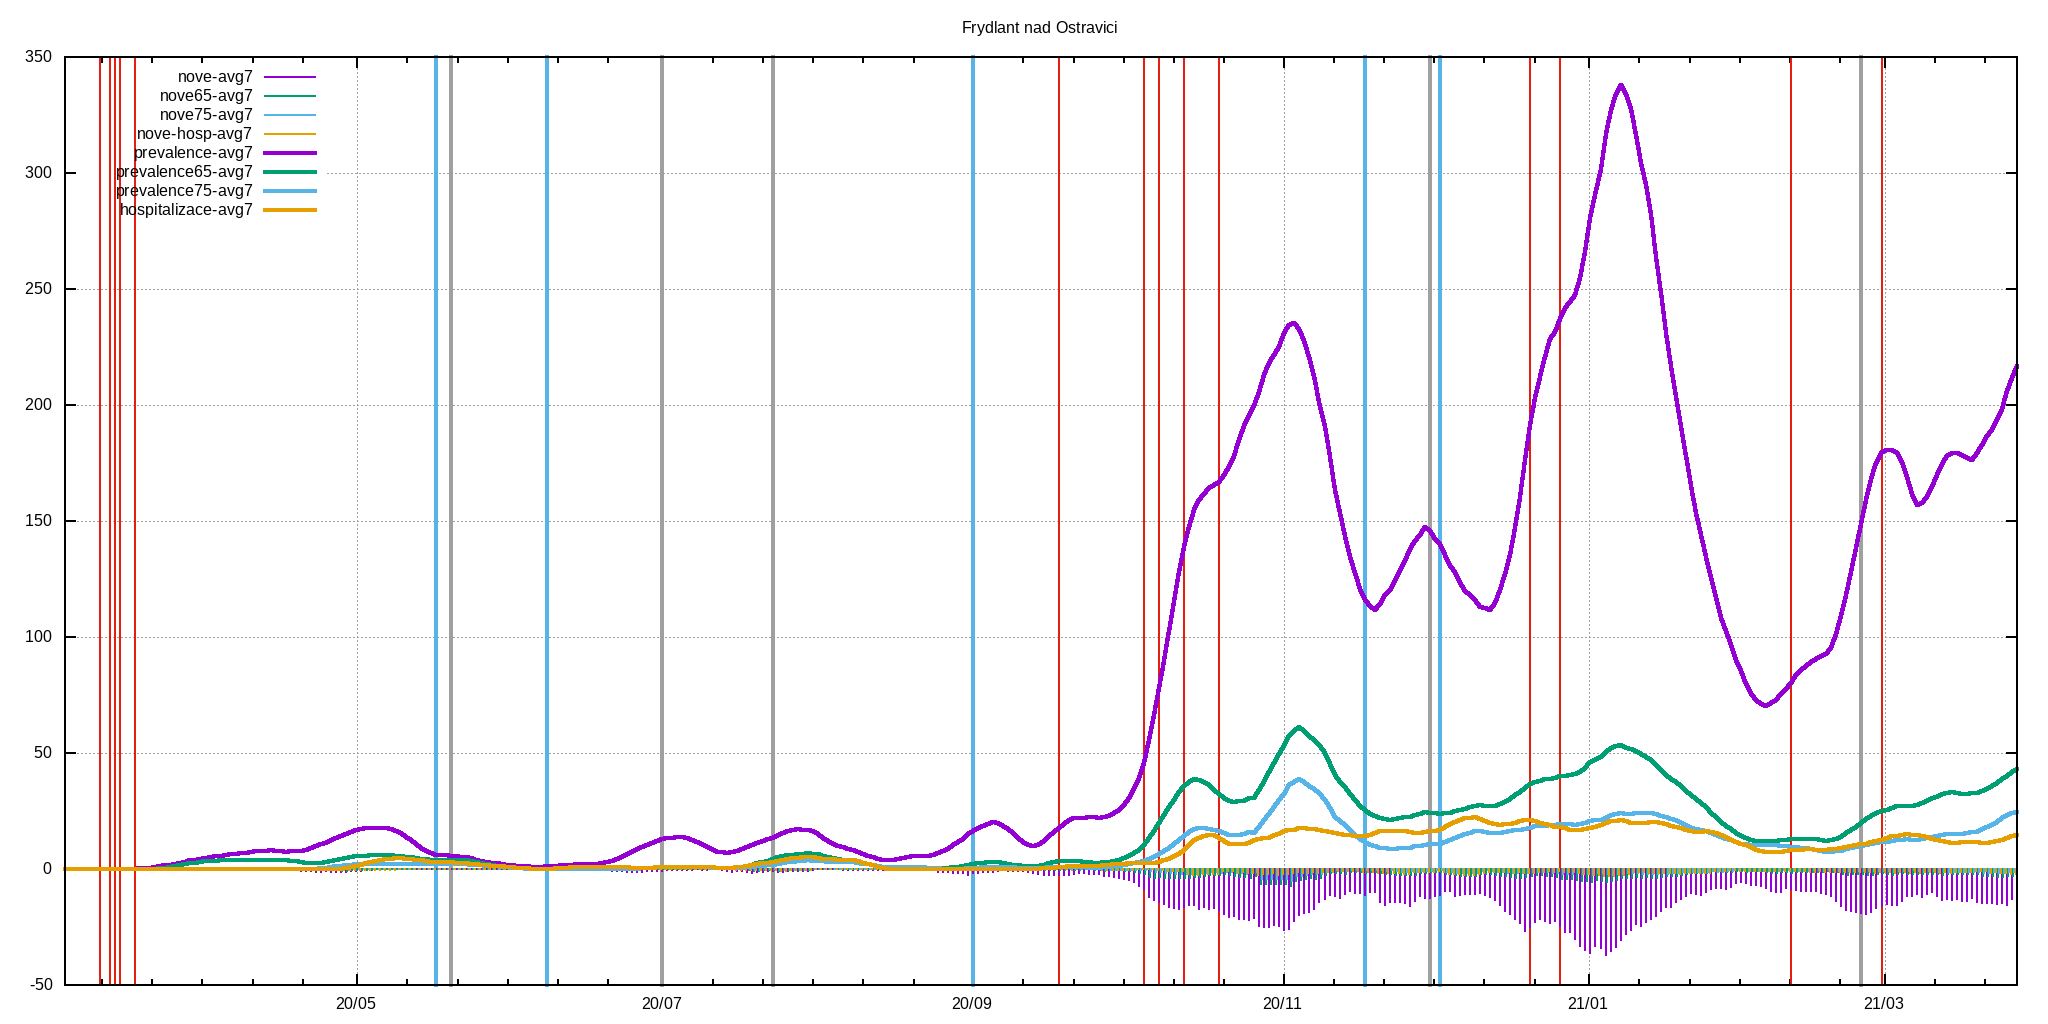 Frydlant nad Ostravici
350
300
250
200
150
100
50
0
-50
nove-avg7
nove65-avg7
nove75-avg7
nove-hosp-avg7
prevalence-avg7
prevalence65-avg7
prevalence75-avg7
hospitalizace-avg7
20/05
20/07
20/09
20/11
21/01
21/03